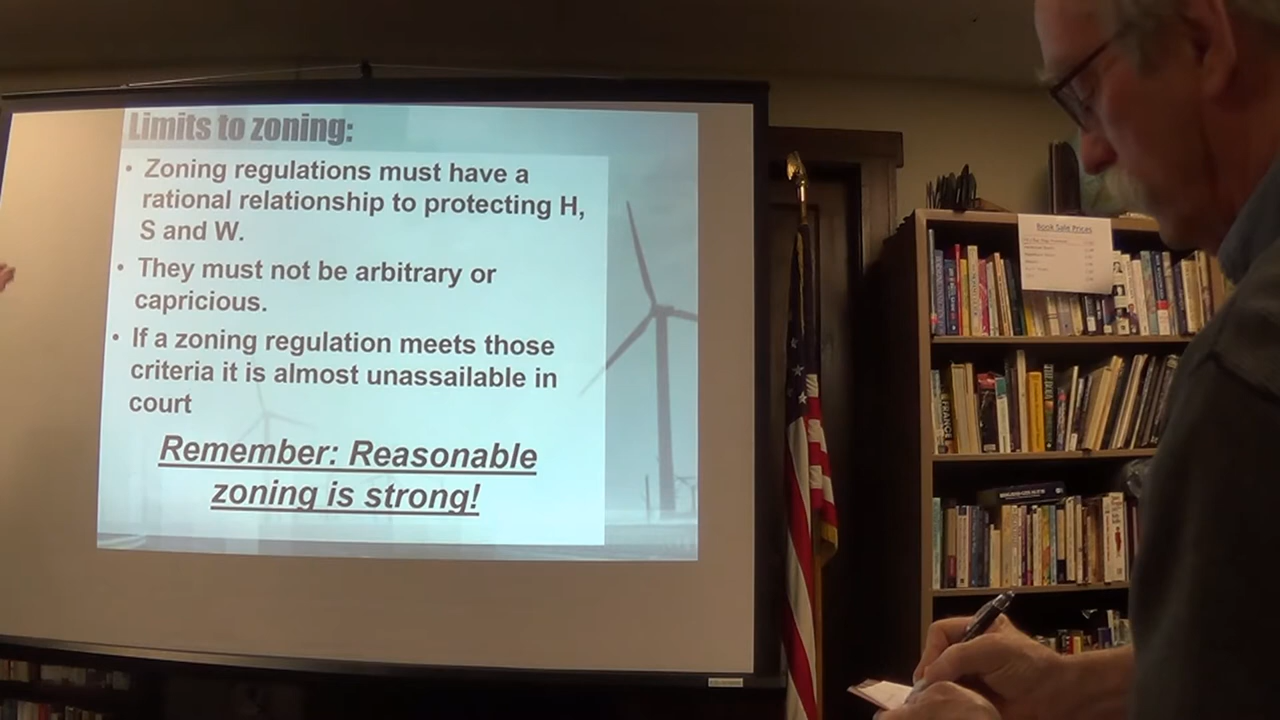 Limits to zoning:
• Zoning regulations must have a
rational relationship to protecting H,
S and W.
• They must not be arbitrary or
capricious.
• If a zoning regulation meets those
criteria it is almost unassailable in
court
Remember: Reasonable
zoning is strong!
Book Sale Prices
FRANCE